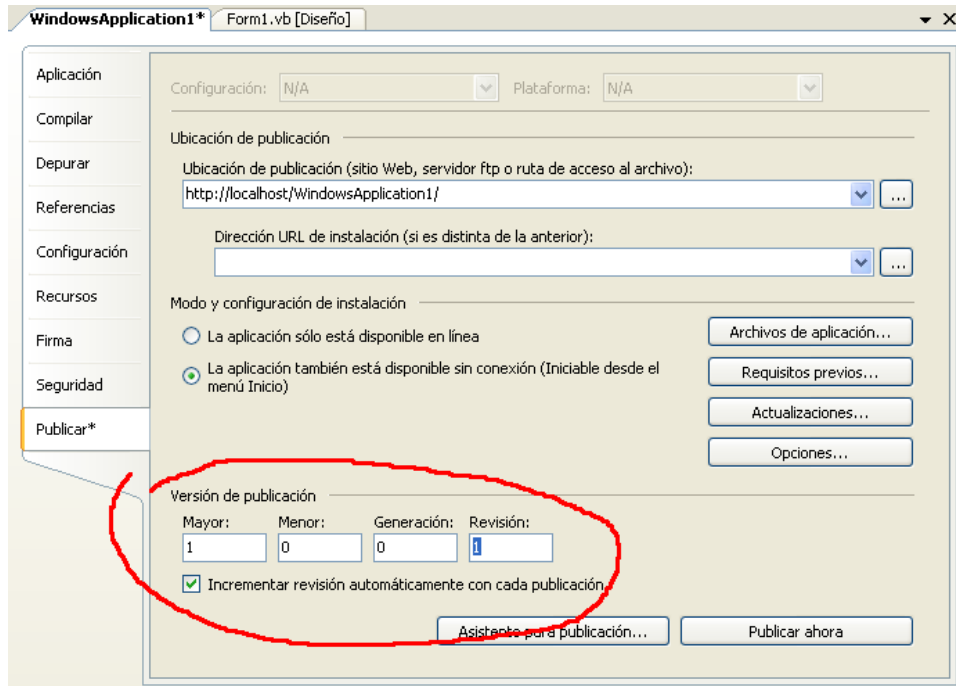 WindowsApplication1* Form1.vb [Diseño]
Aplicación
Compilar
Depurar
Referencias
Configuración
Recursos
Firma
Seguridad
Publicar*
Configuración: N/A Plataforma: N/A
Ubicación de publicación
Ubicación de publicación (sitio Web, servidor ftp o ruta de acceso al archivo):
http://localhost/WindowsApplication1/
...
Dirección URL de instalación (si es distinta de la anterior):
...
Modo y configuración de instalación
La aplicación sólo está disponible en línea
La aplicación también está disponible sin conexión (Iniciable desde el
menú Inicio)
Archivos de aplicación...
Requisitos previos...
Actualizaciones...
Opciones...
Versión de publicación
Mayor: Menor: Generación: Revisión:
1 0 0 1
Incrementar revisión automáticamente con cada publicación
Asistente para publicación... Publicar ahora